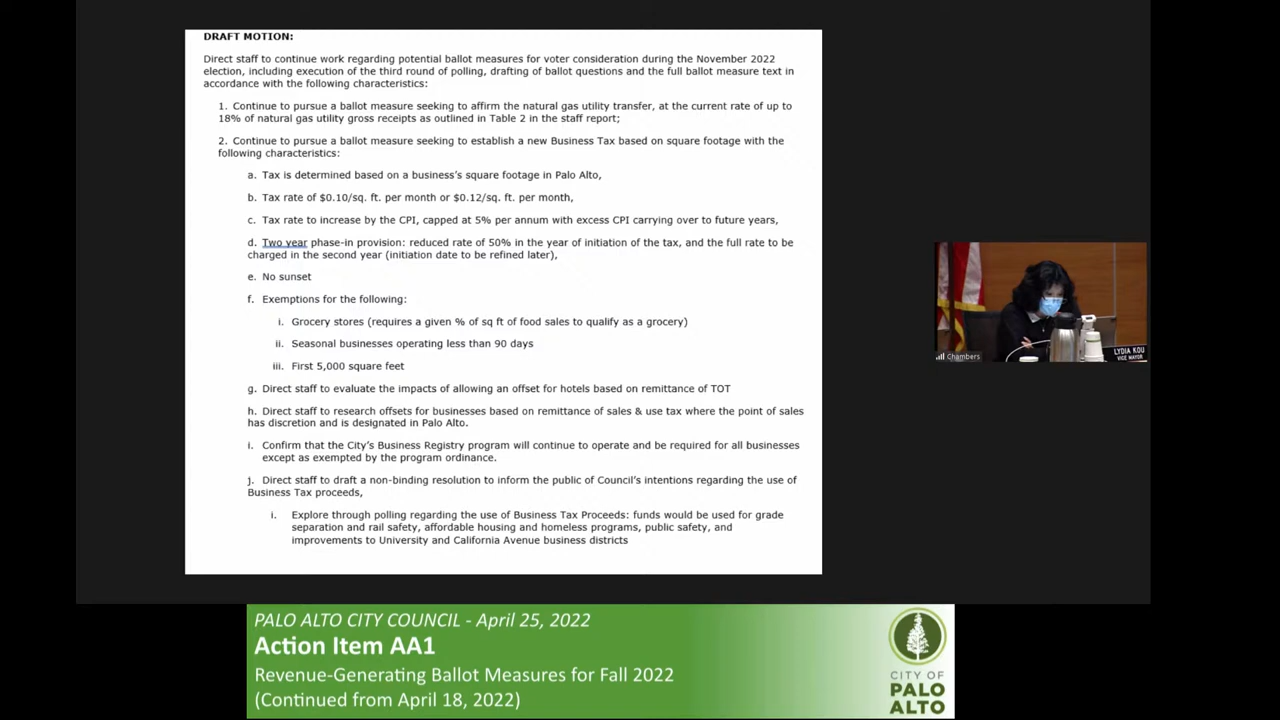 DRAFT MOTION:
Direct staff to continue work regarding potential ballot measures for voter consideration during the November 2022
election, including execution of the third round of polling, drafting of ballot questions and the full ballot measure text in
accordance with the following characteristics:
1. Continue to pursue a ballot measure seeking to affirm the natural gas utility transfer, at the current rate of up to
18% of natural gas utility gross receipts as outlined in Table 2 in the staff report;
2. Continue to pursue a ballot measure seeking to establish a new Business Tax based on square footage with the
following characteristics:
a. Tax is determined based on a business's square footage in Palo Alto,
b. Tax rate of $0.10/sq. ft. per month or $0.12/sq. ft. per month,
c. Tax rate to increase by the CPI, capped at 5% per annum with excess CPI carrying over to future years,
d. Two year phase-in provision: reduced rate of 50% in the year of initiation of the tax, and the full rate to be
charged in the second year (initiation date to be refined later),
e. No sunset
f. Exemptions for the following:
i. Grocery stores (requires a given % of sq ft of food sales to qualify as a grocery)
ii. Seasonal businesses operating less than 90 days
iii. First 5,000 square feet
g. Direct staff to evaluate the impacts of allowing an offset for hotels based on remittance of TOT
h. Direct staff to research offsets for businesses based on remittance of sales & use tax where the point of sales
has discretion and is designated in Palo Alto.
i. Confirm that the City's Business Registry program will continue to operate and be required for all businesses
except as exempted by the program ordinance.
j. Direct staff to draft a non-binding resolution to inform the public of Council's intentions regarding the use of
Business Tax proceeds,
i. Explore through polling regarding the use of Business Tax Proceeds: funds would be used for grade
separation and rail safety, affordable housing and homeless programs, public safety, and
improvements to University and California Avenue business districts
Chambers
LYDIA KOU
VICE MAYOR
PALO ALTO CITY COUNCIL - April 25, 2022
Action Item AA1
Revenue-Generating Ballot Measures for Fall 2022
(Continued from April 18, 2022)
CITY OF
PALO
ALTO